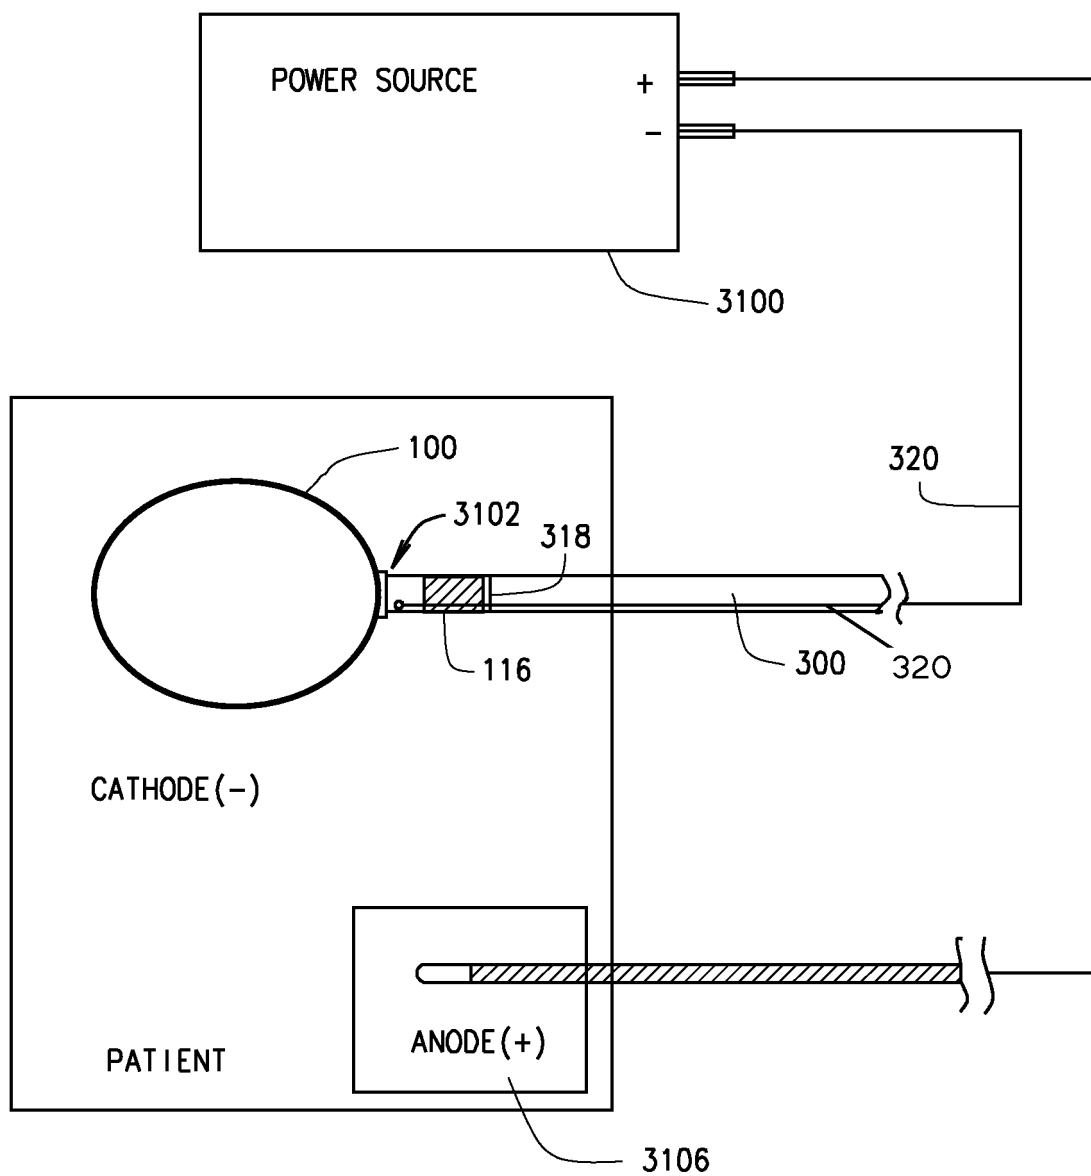 POWER SOURCE
+
-
3100
100
3102
318
320
116
300
320
CATHODE(-)
ANODE(+)
PATIENT
3106